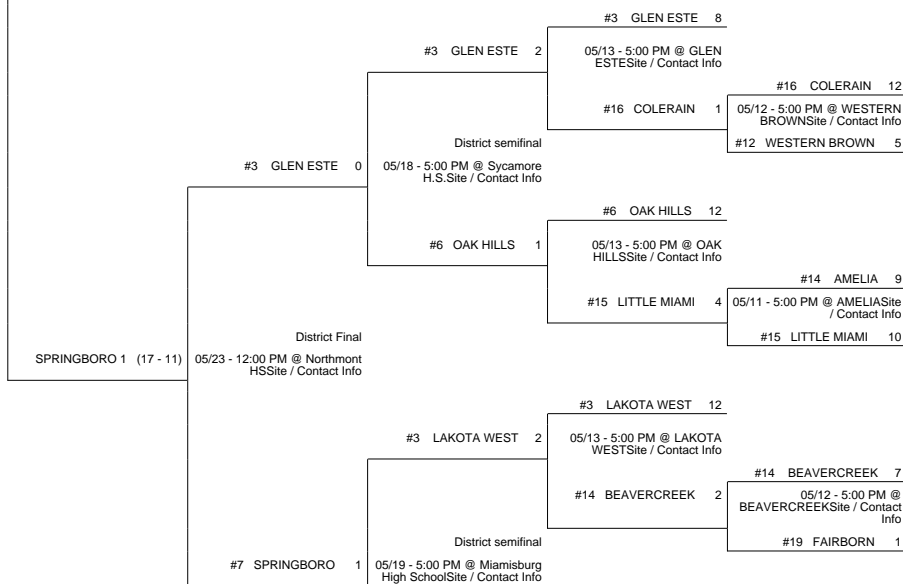 #3 GLEN ESTE 8
#3 GLEN ESTE 2
05/13 - 5:00 PM @ GLEN
ESTESite / Contact Info
#16 COLERAIN 12
#16 COLERAIN 1
05/12 - 5:00 PM @ WESTERN
BROWNSite / Contact Info
#12 WESTERN BROWN 5
District semifinal
#3 GLEN ESTE 0
05/18 - 5:00 PM @ Sycamore
H.S.Site / Contact Info
#6 OAK HILLS 12
#6 OAK HILLS 1
05/13 - 5:00 PM @ OAK
HILLSSite / Contact Info
#14 AMELIA 9
#15 LITTLE MIAMI 4
05/11 - 5:00 PM @ AMELIASite
/ Contact Info
#15 LITTLE MIAMI 10
District Final
SPRINGBORO 1 (17 - 11)
05/23 - 12:00 PM @ Northmont
HSSite / Contact Info
#3 LAKOTA WEST 12
#3 LAKOTA WEST 2
05/13 - 5:00 PM @ LAKOTA
WESTSite / Contact Info
#14 BEAVERCREEK 7
#14 BEAVERCREEK 2
05/12 - 5:00 PM @
BEAVERCREEKSite / Contact
Info
#19 FAIRBORN 1
District semifinal
#7 SPRINGBORO 1
05/19 - 5:00 PM @ Miamisburg
High SchoolSite / Contact Info